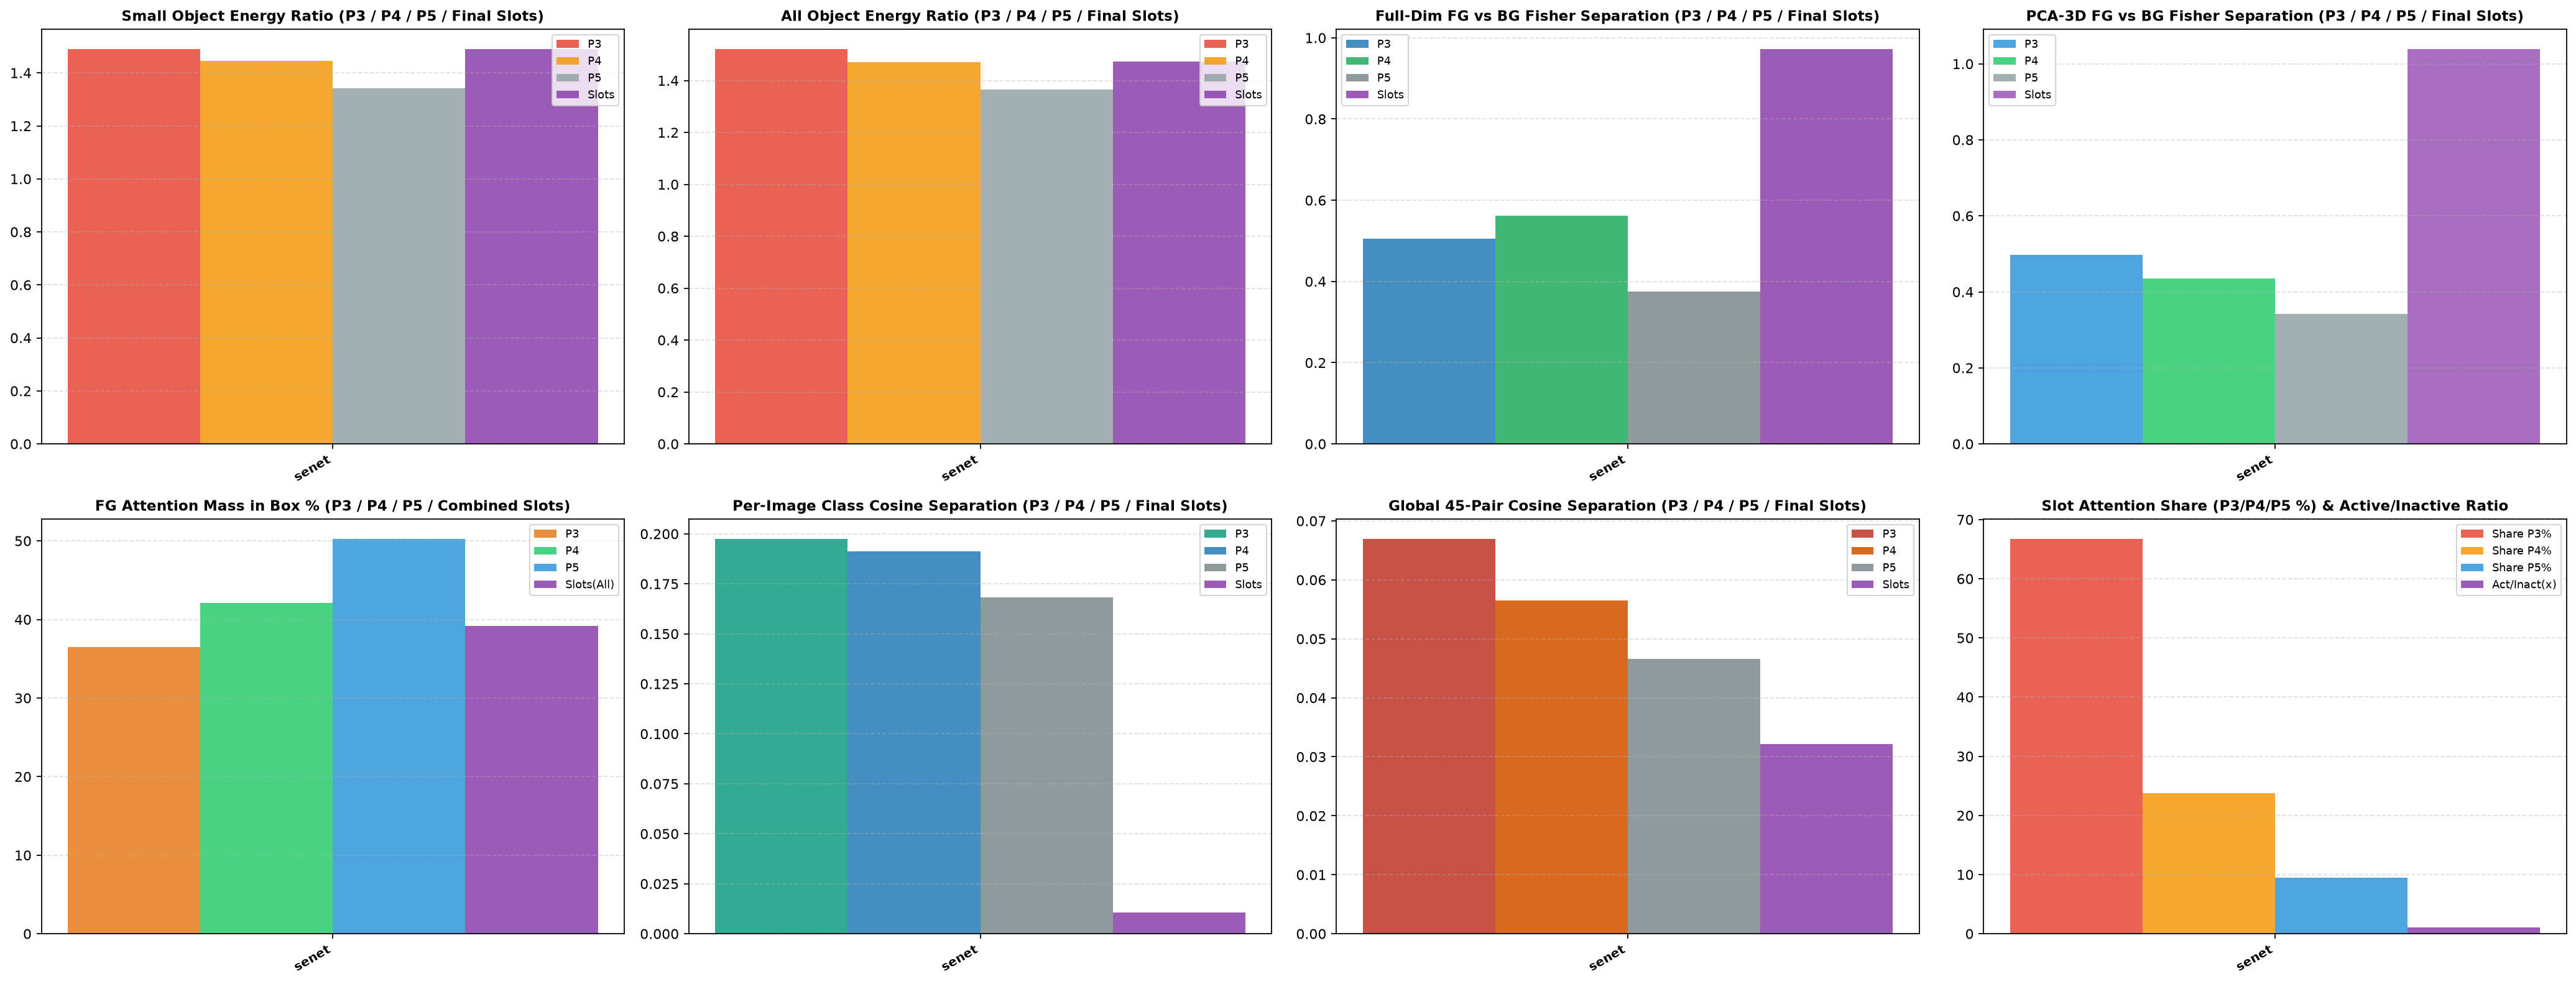 Small Object Energy Ratio (P3 / P4 / P5 / Final Slots)
1.4
1.2
1.0
0.8
0.6
0.4
0.2
0.0
P3
P4
P5
Slots
senet
All Object Energy Ratio (P3 / P4 / P5 / Final Slots)
1.4
1.2
1.0
0.8
0.6
0.4
0.2
0.0
P3
P4
P5
Slots
senet
Full-Dim FG vs BG Fisher Separation (P3 / P4 / P5 / Final Slots)
1.0
0.8
0.6
0.4
0.2
0.0
P3
P4
P5
Slots
senet
PCA-3D FG vs BG Fisher Separation (P3 / P4 / P5 / Final Slots)
1.0
0.8
0.6
0.4
0.2
0.0
P3
P4
P5
Slots
senet
FG Attention Mass in Box % (P3 / P4 / P5 / Combined Slots)
50
40
30
20
10
0
P3
P4
P5
Slots(All)
senet
Per-Image Class Cosine Separation (P3 / P4 / P5 / Final Slots)
0.200
0.175
0.150
0.125
0.100
0.075
0.050
0.025
0.000
P3
P4
P5
Slots
senet
Global 45-Pair Cosine Separation (P3 / P4 / P5 / Final Slots)
0.07
0.06
0.05
0.04
0.03
0.02
0.01
0.00
P3
P4
P5
Slots
senet
Slot Attention Share (P3/P4/P5 %) & Active/Inactive Ratio
70
60
50
40
30
20
10
0
Share P3%
Share P4%
Share P5%
Act/Inact(x)
senet